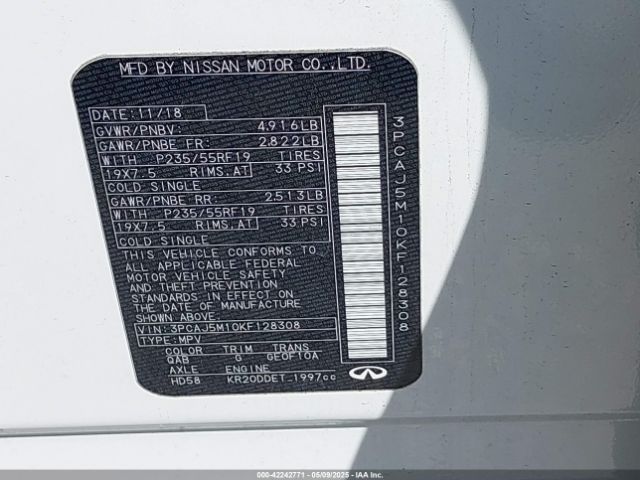 MFD BY NISSAN MOTOR CO.,LTD.
DATE: 11/18
GVWR/PNBV: 4,916LB
GAWR/PNBE FR: 2,822LB
WITH P235/55RF19 TIRES
19X7.5 RIMS,AT 33 PSI
COLD SINGLE
GAWR/PNBE RR: 2,513LB
WITH P235/55RF19 TIRES
19X7.5 RIMS,AT 33 PSI
COLD SINGLE
THIS VEHICLE CONFORMS TO
ALL APPLICABLE FEDERAL
MOTOR VEHICLE SAFETY
AND THEFT PREVENTION
STANDARDS IN EFFECT ON
THE DATE OF MANUFACTURE
SHOWN ABOVE.
VIN: 3PCAJ5M10KF128308
TYPE: MPV
COLOR TRIM TRANS
QAB G GE0F10A
AXLE ENGINE
HD58 KR20DDET 1997cc
3PCAJ5M10KF128308
000-42242771 - 05/09/2025 - IAAI.com